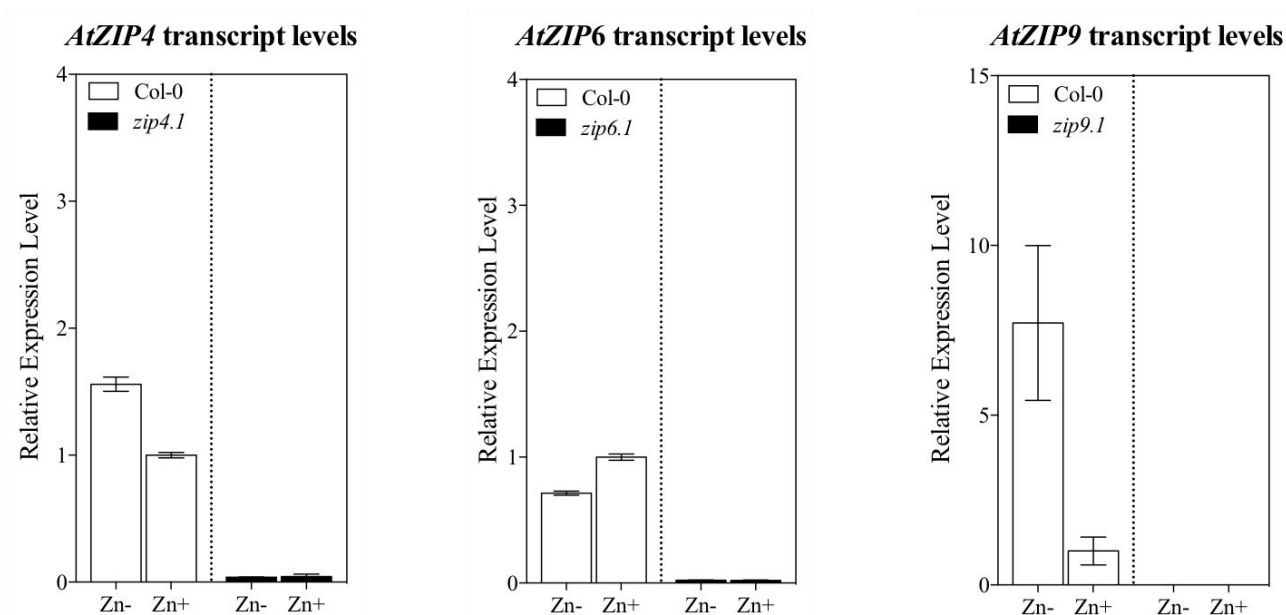 AtZIP4 transcript levels
4
3
2
1
0
Relative Expression Level
Col-0
zip4.1
Zn- Zn+ Zn- Zn+
AtZIP6 transcript levels
4
3
2
1
0
Relative Expression Level
Col-0
zip6.1
Zn- Zn+ Zn- Zn+
AtZIP9 transcript levels
15
10
5
0
Relative Expression Level
Col-0
zip9.1
Zn- Zn+ Zn- Zn+